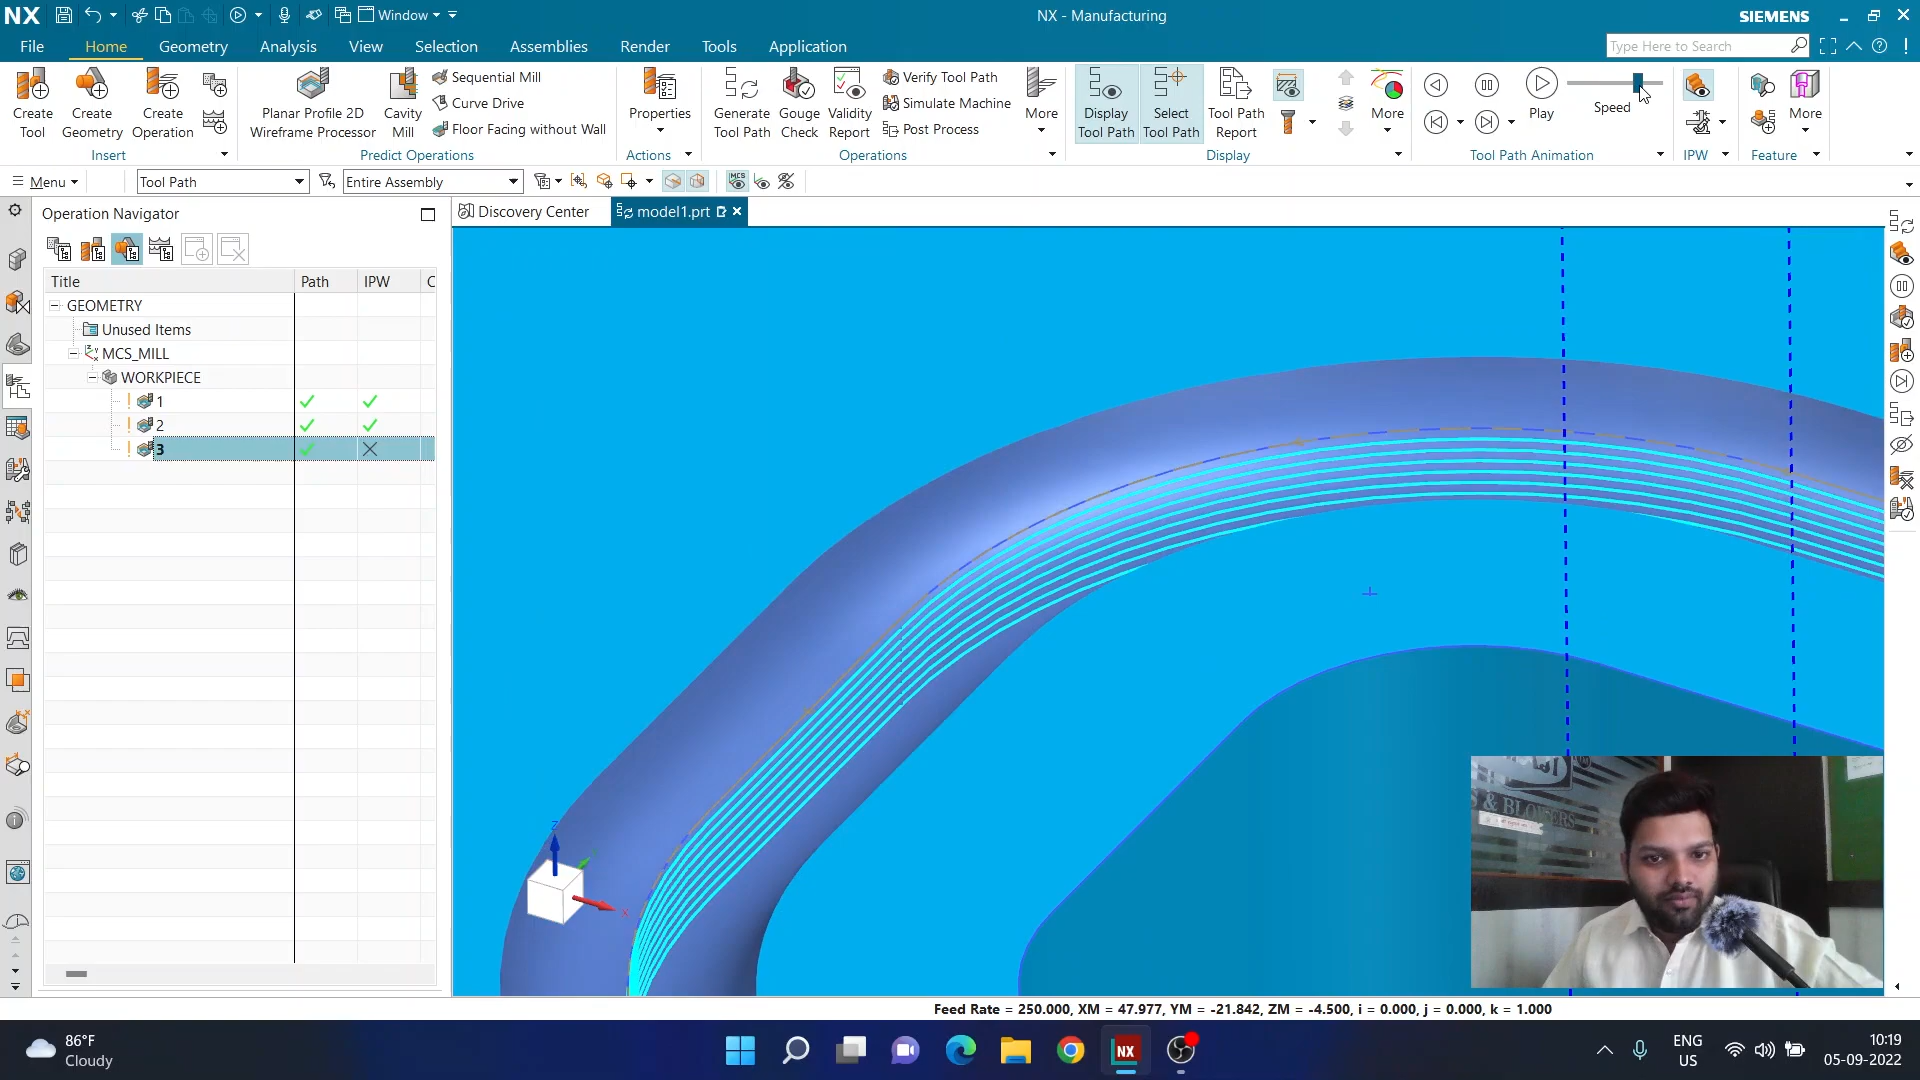 NX
Window
NX - Manufacturing
SIEMENS
File
Home
Geometry
Analysis
View
Selection
Assemblies
Render
Tools
Application
Type Here to Search
Create Tool
Create Geometry
Create Operation
Insert
Planar Profile 2D Wireframe Processor
Cavity Mill
Sequential Mill
Curve Drive
Floor Facing without Wall
Predict Operations
Properties
Actions
Generate Tool Path
Gouge Check
Validity Report
Verify Tool Path
Simulate Machine
Post Process
More
Operations
Display Tool Path
Select Tool Path
Tool Path Report
More
Display
Play
Speed
Tool Path Animation
IPW
More
Feature
Menu
Tool Path
Entire Assembly
MCS
Operation Navigator
Discovery Center
model1.prt
Title
Path
IPW
C
GEOMETRY
Unused Items
MCS_MILL
WORKPIECE
1
2
3
Z
X
& BLOWERS
Feed Rate = 250.000, XM = 47.977, YM = -21.842, ZM = -4.500, i = 0.000, j = 0.000, k = 1.000
86°F
Cloudy
NX
ENG
US
10:19
05-09-2022